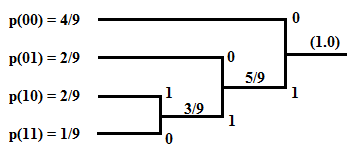 p(00) = 4/9
0
(1.0)
p(01) = 2/9
0
5/9
1
p(10) = 2/9
1
3/9
1
p(11) = 1/9
0